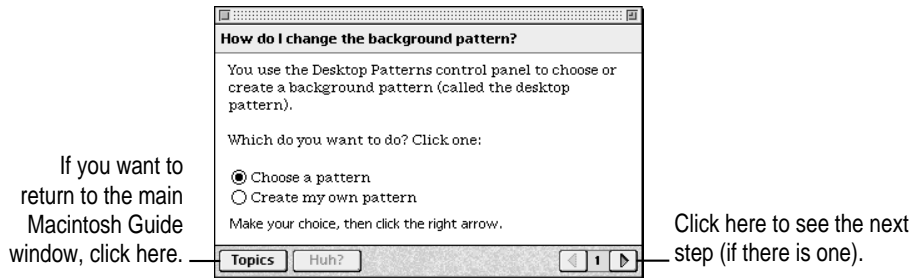 How do I change the background pattern?
You use the Desktop Patterns control panel to choose or
create a background pattern (called the desktop
pattern).
Which do you want to do? Click one:
Choose a pattern
Create my own pattern
Make your choice, then click the right arrow.
Topics
Huh?
1
If you want to
return to the main
Macintosh Guide
window, click here.
Click here to see the next
step (if there is one).